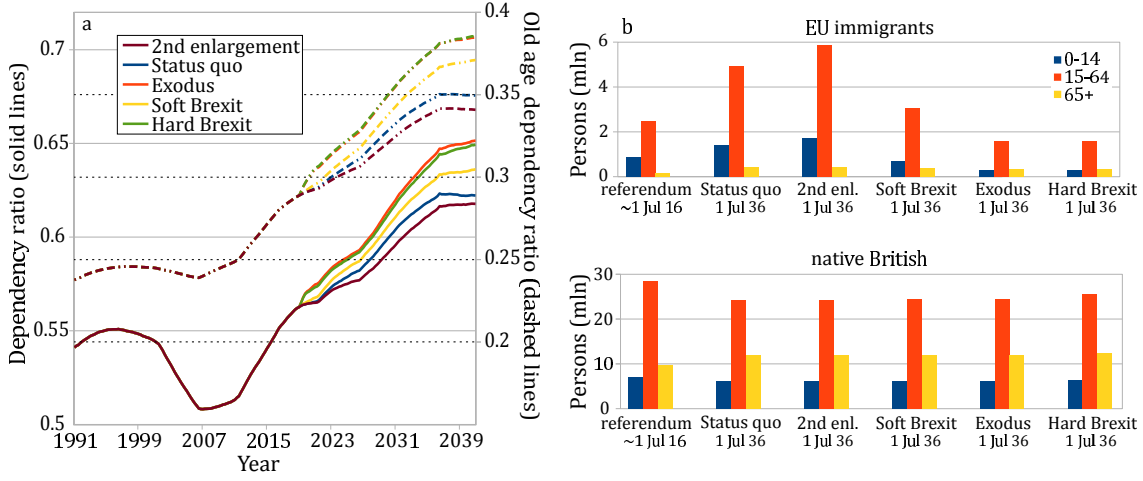 a
Dependency ratio (solid lines)
0.7
0.65
0.6
0.55
0.5
2nd enlargement
Status quo
Exodus
Soft Brexit
Hard Brexit
0.4
0.35
0.3
0.25
0.2
Old age dependency ratio (dashed lines)
1991 1999 2007 2015 2023 2031 2039
Year
b
EU immigrants
Persons (mln)
6
4
2
0
0-14
15-64
65+
referendum Status quo 2nd enl. Soft Brexit Exodus Hard Brexit
~1 Jul 16 1 Jul 36 1 Jul 36 1 Jul 36 1 Jul 36 1 Jul 36
native British
Persons (mln)
30
20
10
0
referendum Status quo 2nd enl. Soft Brexit Exodus Hard Brexit
~1 Jul 16 1 Jul 36 1 Jul 36 1 Jul 36 1 Jul 36 1 Jul 36